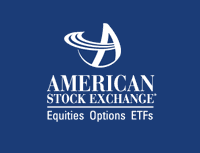 AMERICAN
STOCK EXCHANGE®
Equities Options ETFs